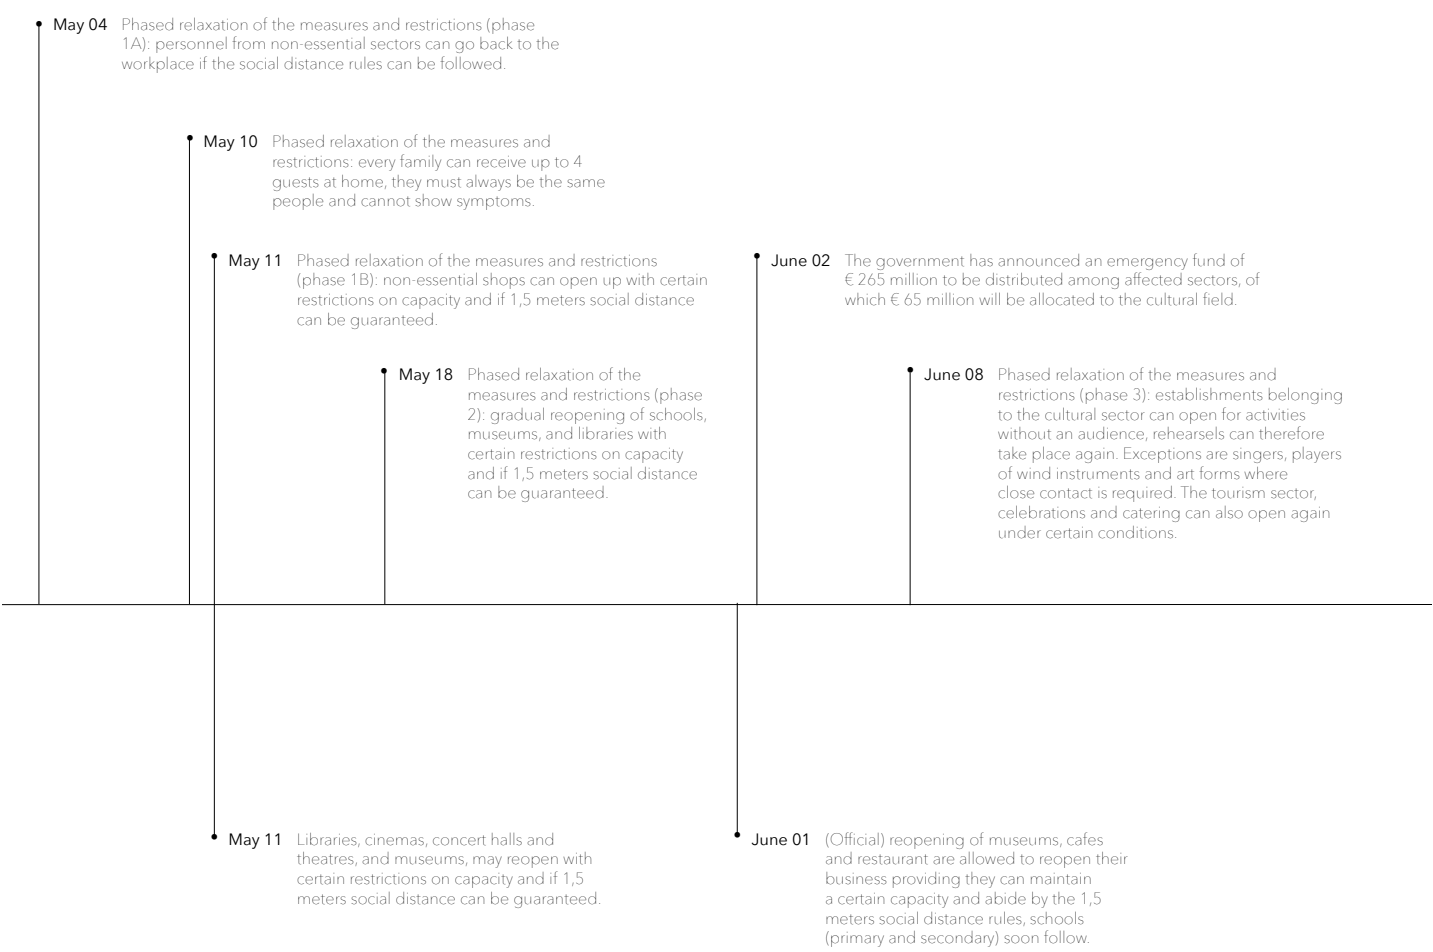 May 04 Phased relaxation of the measures and restrictions (phase
1A): personnel from non-essential sectors can go back to the
workplace if the social distance rules can be followed.
May 10 Phased relaxation of the measures and
restrictions: every family can receive up to 4
guests at home, they must always be the same
people and cannot show symptoms.
May 11 Phased relaxation of the measures and restrictions
(phase 1B): non-essential shops can open up with certain
restrictions on capacity and if 1,5 meters social distance
can be guaranteed.
June 02 The government has announced an emergency fund of
€ 265 million to be distributed among affected sectors, of
which € 65 million will be allocated to the cultural field.
May 18 Phased relaxation of the
measures and restrictions (phase
2): gradual reopening of schools,
museums, and libraries with
certain restrictions on capacity
and if 1,5 meters social distance
can be guaranteed.
June 08 Phased relaxation of the measures and
restrictions (phase 3): establishments belonging
to the cultural sector can open for activities
without an audience, rehearsels can therefore
take place again. Exceptions are singers, players
of wind instruments and art forms where
close contact is required. The tourism sector,
celebrations and catering can also open again
under certain conditions.
May 11 Libraries, cinemas, concert halls and
theatres, and museums, may reopen with
certain restrictions on capacity and if 1,5
meters social distance can be guaranteed.
June 01 (Official) reopening of museums, cafes
and restaurant are allowed to reopen their
business providing they can maintain
a certain capacity and abide by the 1,5
meters social distance rules, schools
(primary and secondary) soon follow.